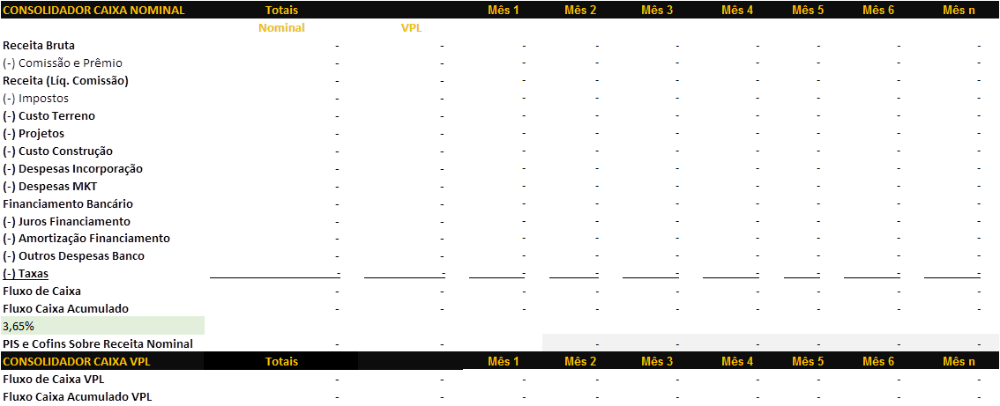 CONSOLIDADOR CAIXA NOMINAL Totais Mês 1 Mês 2 Mês 3 Mês 4 Mês 5 Mês 6 Mês n
Nominal VPL
Receita Bruta - - - - - - - - -
(-) Comissão e Prêmio - - - - - - - - -
Receita (Líq. Comissão) - - - - - - - - -
(-) Impostos - - - - - - - - -
(-) Custo Terreno - - - - - - - - -
(-) Projetos - - - - - - - - -
(-) Custo Construção - - - - - - - - -
(-) Despesas Incorporação - - - - - - - - -
(-) Despesas MKT - - - - - - - - -
Financiamento Bancário - - - - - - - - -
(-) Juros Financiamento - - - - - - - - -
(-) Amortização Financiamento - - - - - - - - -
(-) Outros Despesas Banco - - - - - - - - -
(-) Taxas - - - - - - - - -
Fluxo de Caixa - - - - - - - - -
Fluxo Caixa Acumulado - - - - - - - - -
3,65%
PIS e Cofins Sobre Receita Nominal - - - - - - - -
CONSOLIDADOR CAIXA VPL Totais Mês 1 Mês 2 Mês 3 Mês 4 Mês 5 Mês 6 Mês n
Fluxo de Caixa VPL - - - - - - - - -
Fluxo Caixa Acumulado VPL - - - - - - - - -